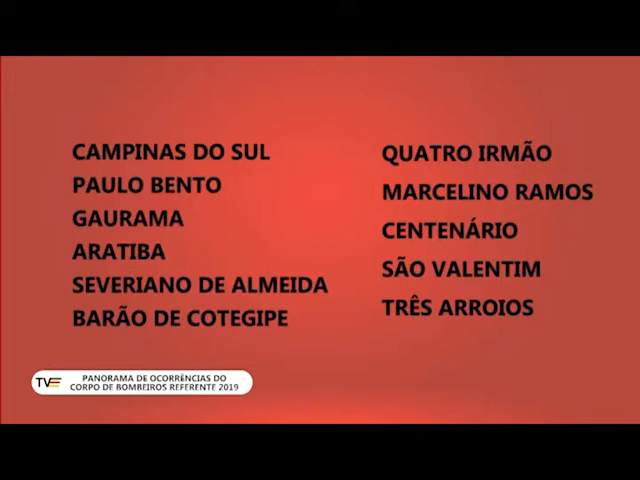 CAMPINAS DO SUL
PAULO BENTO
GAURAMA
ARATIBA
SEVERIANO DE ALMEIDA
BARÃO DE COTEGIPE
QUATRO IRMÃO
MARCELINO RAMOS
CENTENÁRIO
SÃO VALENTIM
TRÊS ARROIOS
TVE
PANORAMA DE OCORRÊNCIAS DO
CORPO DE BOMBEIROS REFERENTE 2019